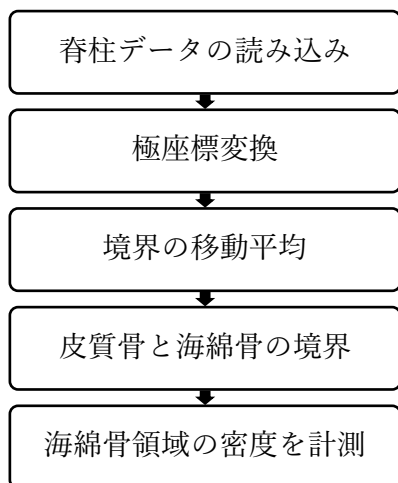 脊柱データの読み込み
極座標変換
境界の移動平均
皮質骨と海綿骨の境界
海綿骨領域の密度を計測